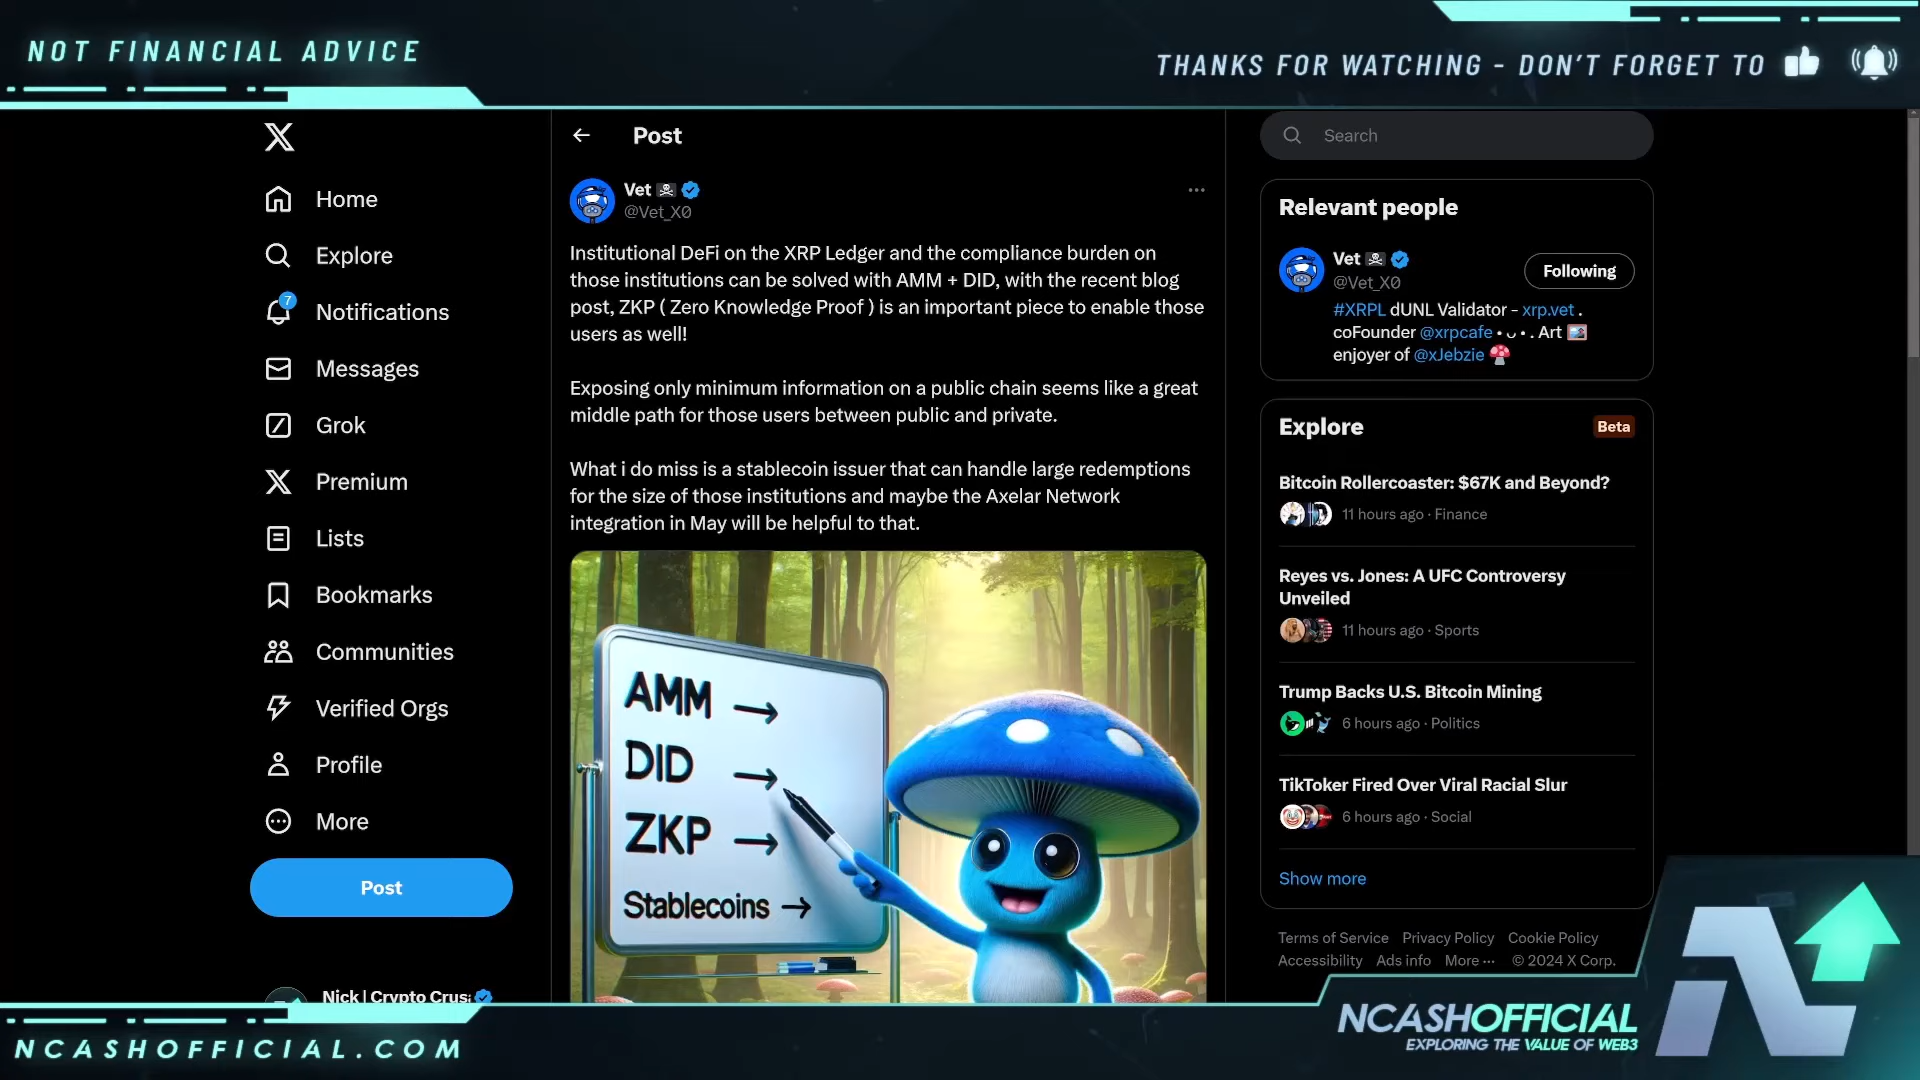 NOT FINANCIAL ADVICE
THANKS FOR WATCHING - DON'T FORGET TO
Home
Explore
7
Notifications
Messages
Grok
Premium
Lists
Bookmarks
Communities
Verified Orgs
Profile
More
Post
Nick | Crypto Crus
Post
Vet
@Vet_X0
Institutional DeFi on the XRP Ledger and the compliance burden on
those institutions can be solved with AMM + DID, with the recent blog
post, ZKP ( Zero Knowledge Proof ) is an important piece to enable those
users as well!
Exposing only minimum information on a public chain seems like a great
middle path for those users between public and private.
What i do miss is a stablecoin issuer that can handle large redemptions
for the size of those institutions and maybe the Axelar Network
integration in May will be helpful to that.
AMM →
DID →
ZKP →
Stablecoins →
Search
Relevant people
Vet
@Vet_X0
Following
#XRPL dUNL Validator - xrp.vet .
coFounder @xrpcafe • ᴗ • . Art
enjoyer of @xJebzie
Explore
Beta
Bitcoin Rollercoaster: $67K and Beyond?
11 hours ago · Finance
Reyes vs. Jones: A UFC Controversy
Unveiled
11 hours ago · Sports
Trump Backs U.S. Bitcoin Mining
6 hours ago · Politics
TikToker Fired Over Viral Racial Slur
6 hours ago · Social
Show more
Terms of Service Privacy Policy Cookie Policy
Accessibility Ads info More ··· © 2024 X Corp.
NCASHOFFICIAL.COM
NCASHOFFICIAL
EXPLORING THE VALUE OF WEB3